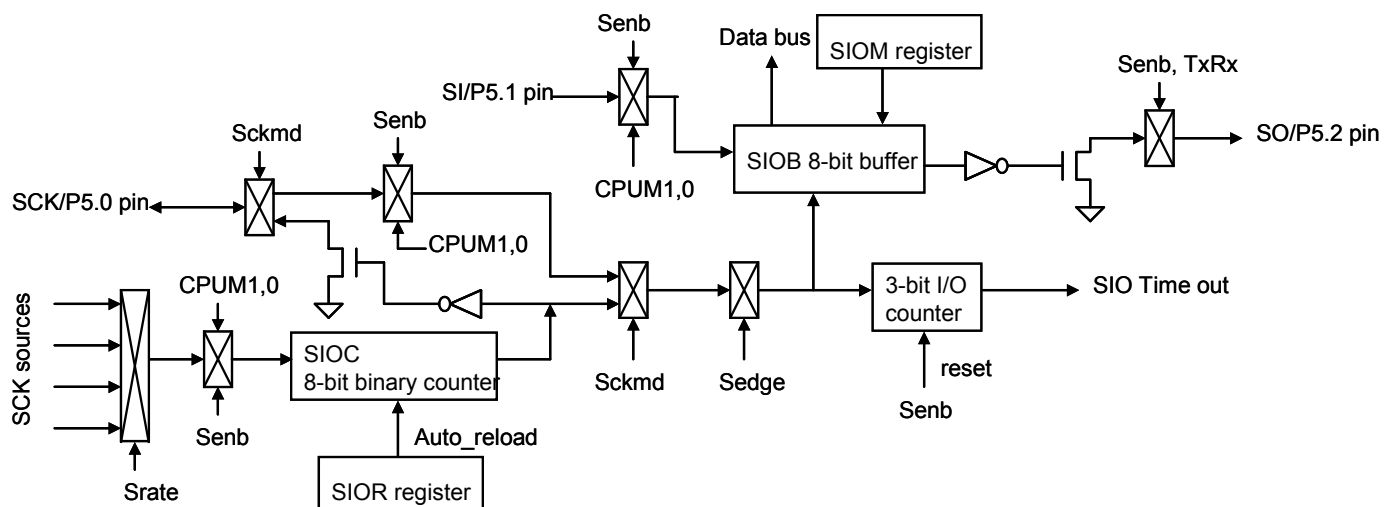 Senb
Data bus
SIOM register
Senb, TxRx
SI/P5.1 pin
Senb
Sckmd
SIOB 8-bit buffer
SO/P5.2 pin
CPUM1,0
SCK/P5.0 pin
CPUM1,0
CPUM1,0
3-bit I/O
counter
SIO Time out
SCK sources
SIOC
8-bit binary counter
Sckmd
Sedge
reset
Senb
Senb
Auto_reload
Srate
SIOR register